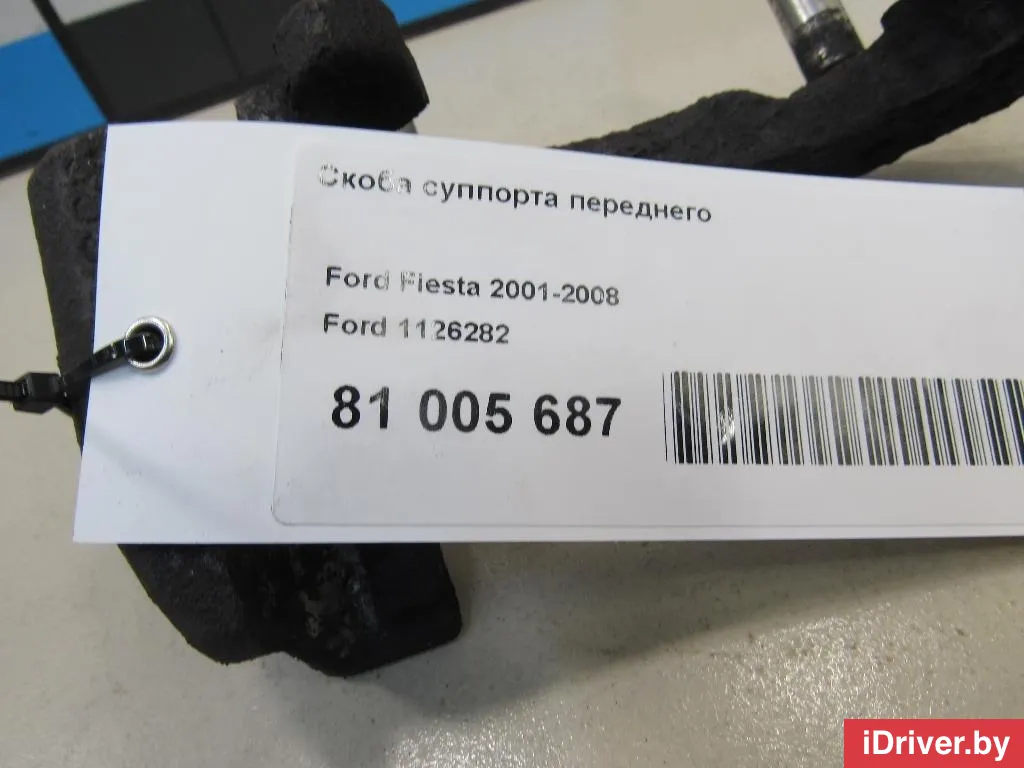 Скоба суппорта переднего
Ford Fiesta 2001-2008
Ford 1126282
81 005 687
iDriver.by